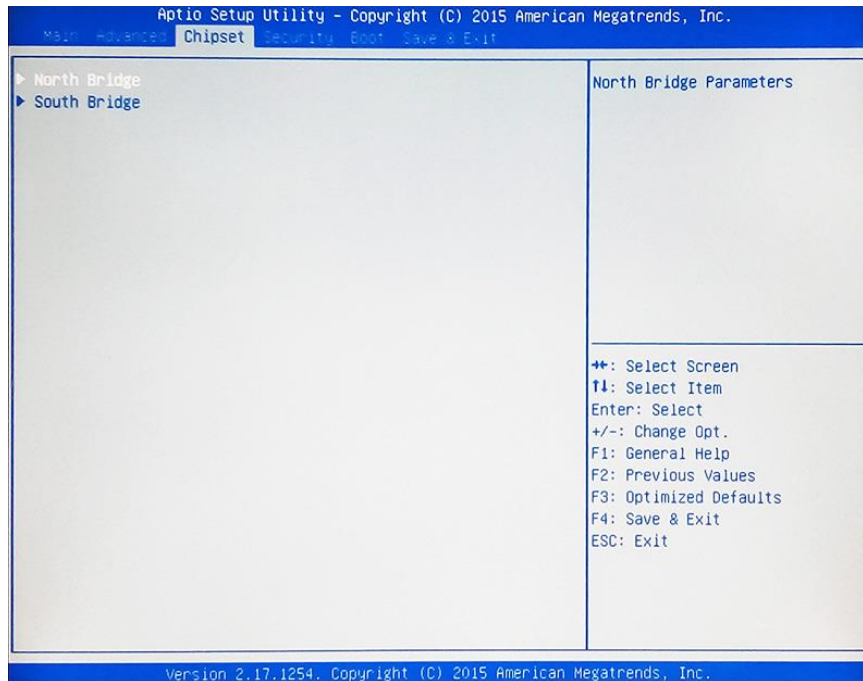 Aptio Setup Utility - Copyright (C) 2015 American Megatrends, Inc.
Main Advanced Chipset Security Boot Save & Exit
North Bridge
South Bridge
North Bridge Parameters
→←: Select Screen
↑↓: Select Item
Enter: Select
+/-: Change Opt.
F1: General Help
F2: Previous Values
F3: Optimized Defaults
F4: Save & Exit
ESC: Exit
Version 2.17.1254. Copyright (C) 2015 American Megatrends, Inc.